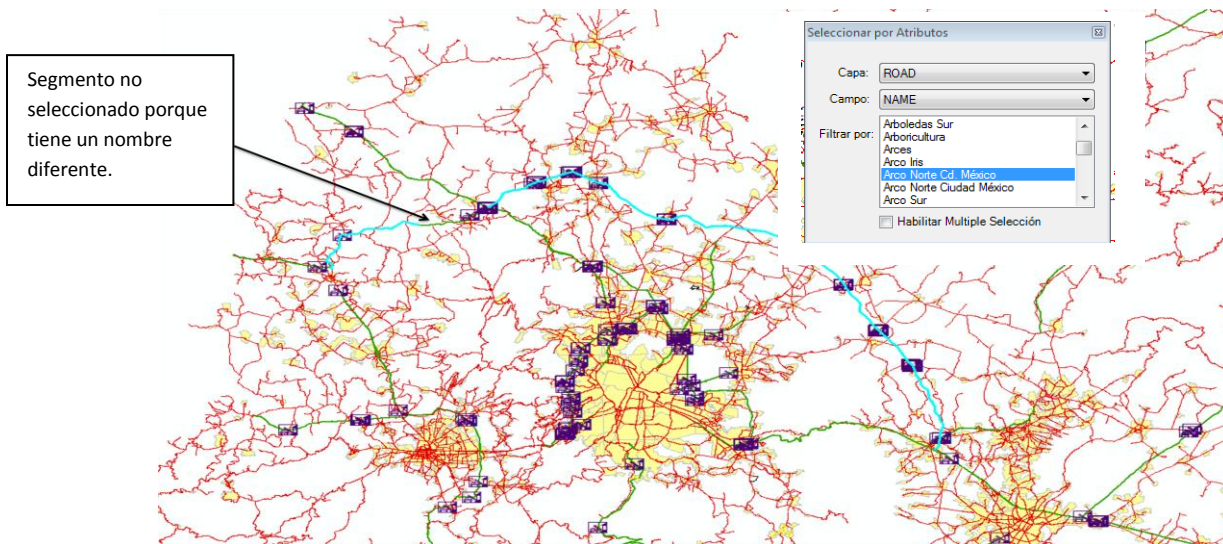 Segmento no
seleccionado porque
tiene un nombre
diferente.
Seleccionar por Atributos
Capa: ROAD
Campo: NAME
Filtrar por:
Arboledas Sur
Arboricultura
Arces
Arco Iris
Arco Norte Cd. México
Arco Norte Ciudad México
Arco Sur
Habilitar Multiple Selección